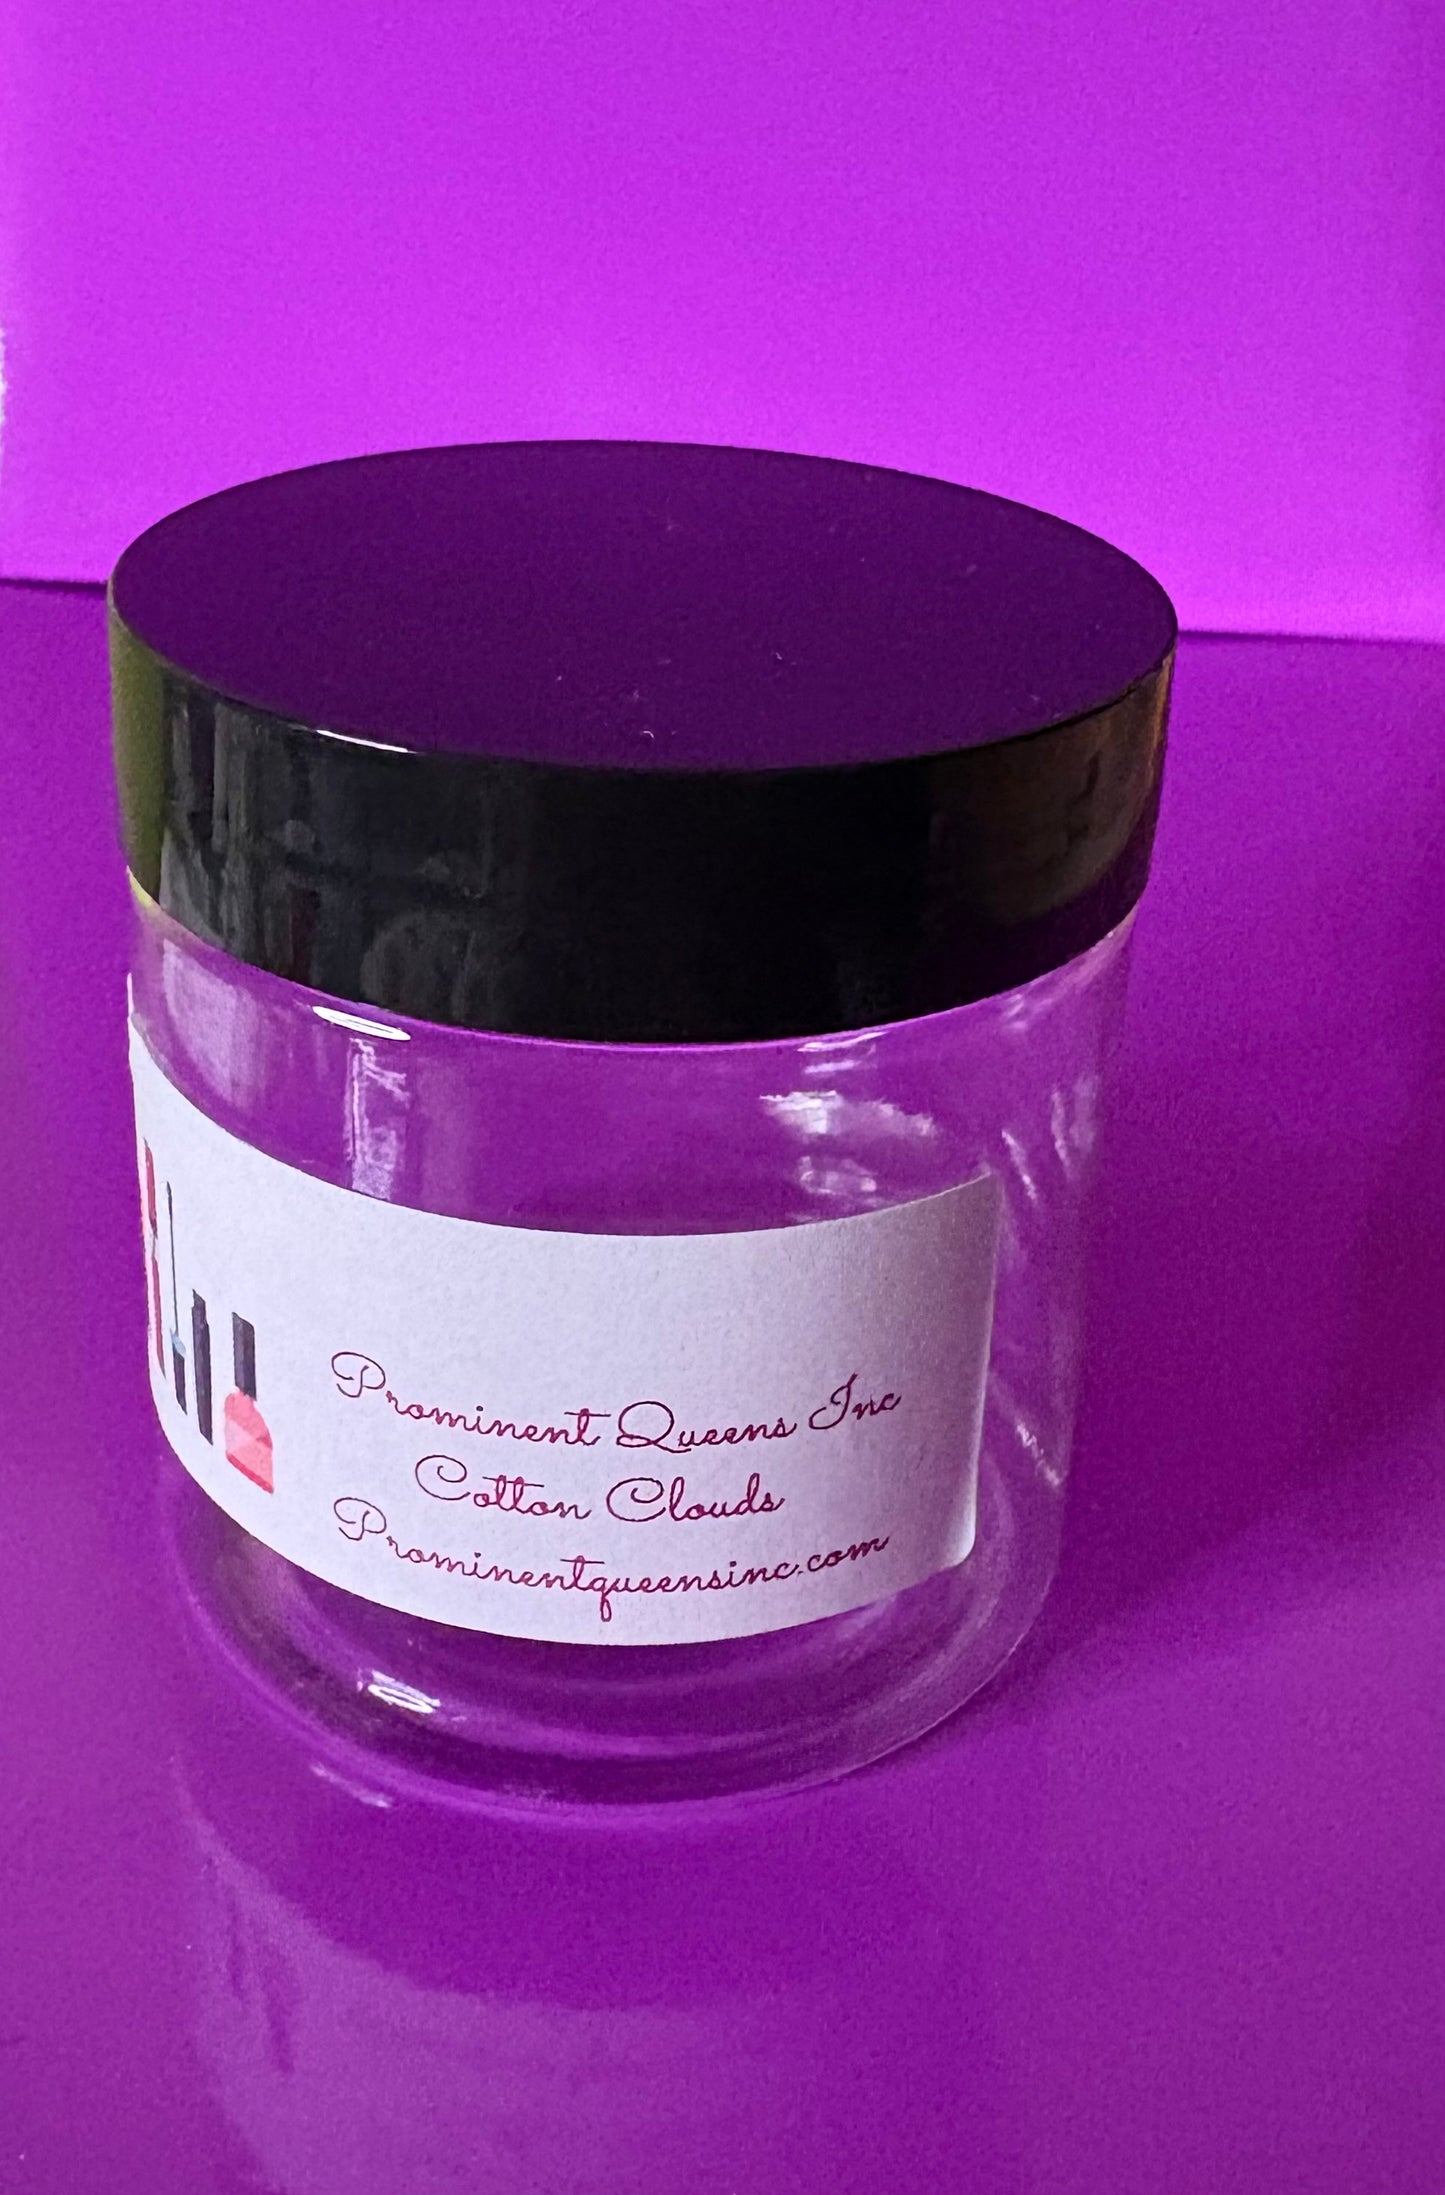 Prominent Queens Inc
Cotton Clouds
Prominentqueensinc.com